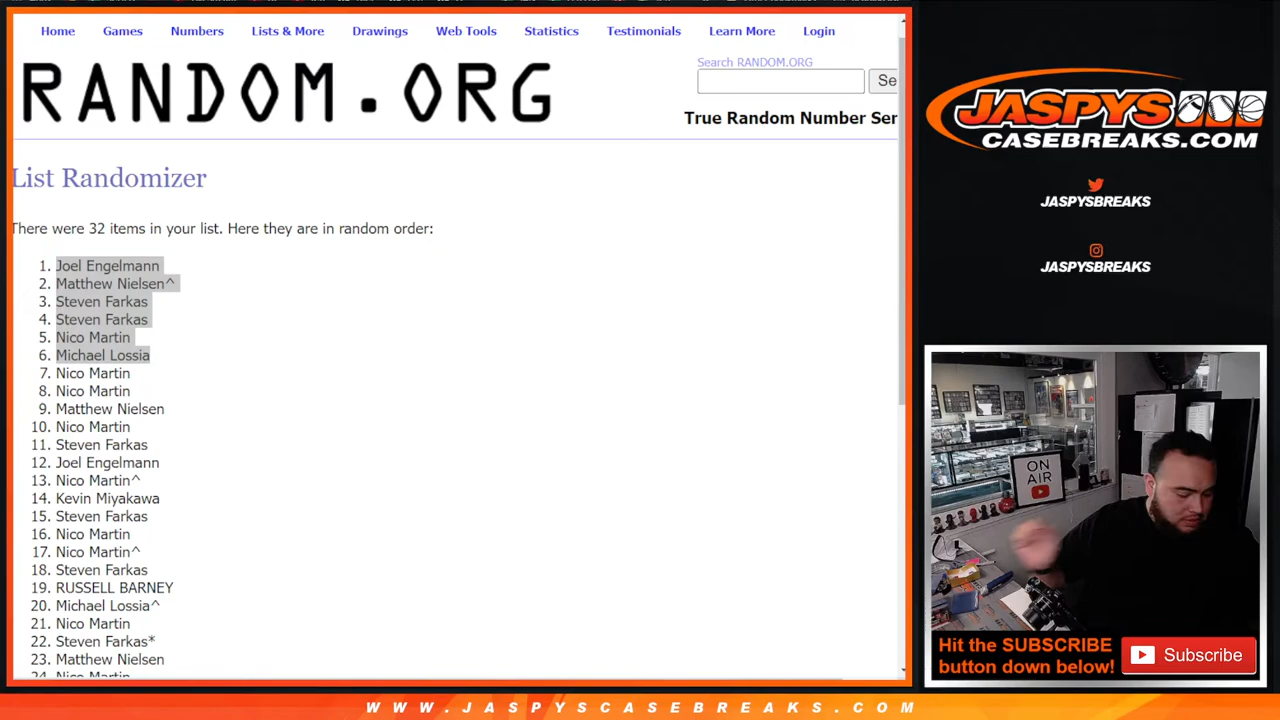 Home Games Numbers Lists & More Drawings Web Tools Statistics Testimonials Learn More Login
Search RANDOM.ORG
RANDOM.ORG
Se
True Random Number Ser
List Randomizer
There were 32 items in your list. Here they are in random order:
1. Joel Engelmann
2. Matthew Nielsen^
3. Steven Farkas
4. Steven Farkas
5. Nico Martin
6. Michael Lossia
7. Nico Martin
8. Nico Martin
9. Matthew Nielsen
10. Nico Martin
11. Steven Farkas
12. Joel Engelmann
13. Nico Martin^
14. Kevin Miyakawa
15. Steven Farkas
16. Nico Martin
17. Nico Martin^
18. Steven Farkas
19. RUSSELL BARNEY
20. Michael Lossia^
21. Nico Martin
22. Steven Farkas*
23. Matthew Nielsen
24. Nico Martin
JASPYS
CASEBREAKS.COM
JASPYSBREAKS
JASPYSBREAKS
ON
AIR
Hit the SUBSCRIBE
button down below!
Subscribe
WWW.JASPYSCASEBREAKS.COM